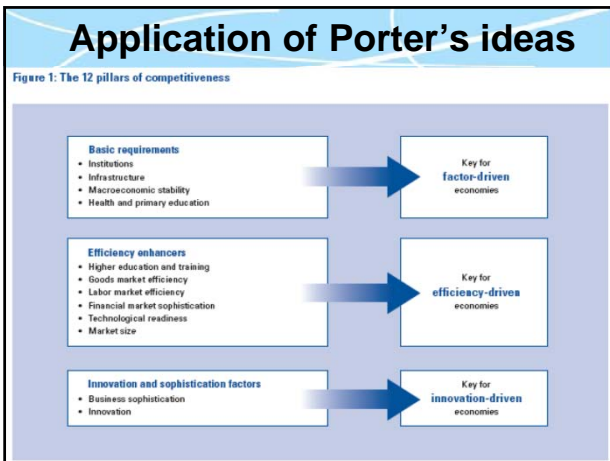 Application of Porter's ideas
Figure 1: The 12 pillars of competitiveness
Basic requirements
• Institutions
• Infrastructure
• Macroeconomic stability
• Health and primary education
Key for
factor-driven
economies
Efficiency enhancers
• Higher education and training
• Goods market efficiency
• Labor market efficiency
• Financial market sophistication
• Technological readiness
• Market size
Key for
efficiency-driven
economies
Innovation and sophistication factors
• Business sophistication
• Innovation
Key for
innovation-driven
economies